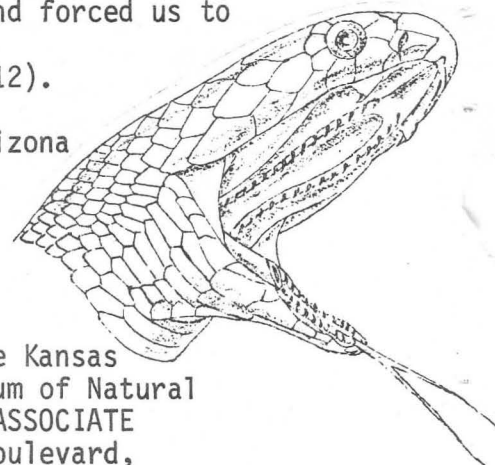 nd forced us to
12).
izona
e Kansas
um of Natural
ASSOCIATE
oulevard,